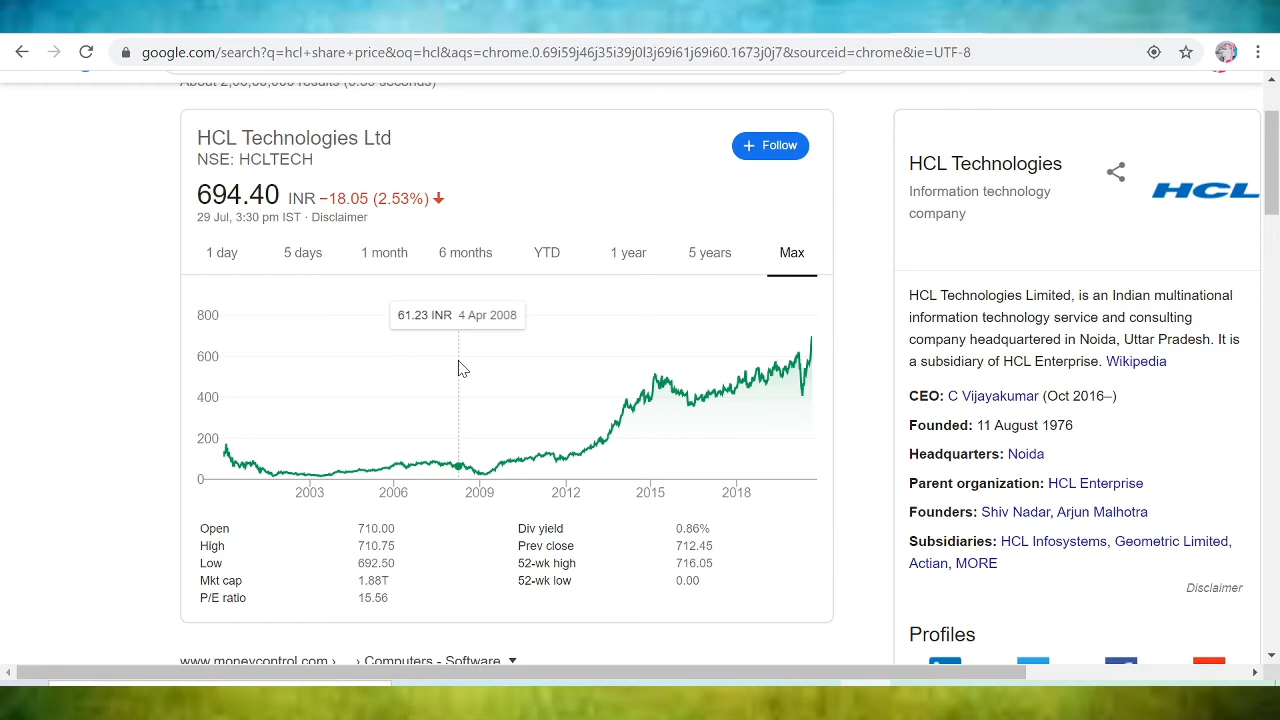 google.com/search?q=hcl+share+price&oq=hcl&aqs=chrome.0.69i59j46j35i39j0l3j69i61j69i60.1673j0j7&sourceid=chrome&ie=UTF-8
HCL Technologies Ltd
NSE: HCLTECH
+ Follow
694.40 INR −18.05 (2.53%)
29 Jul, 3:30 pm IST · Disclaimer
1 day 5 days 1 month 6 months YTD 1 year 5 years Max
61.23 INR 4 Apr 2008
800
600
400
200
0
2003 2006 2009 2012 2015 2018
Open 710.00 Div yield 0.86%
High 710.75 Prev close 712.45
Low 692.50 52-wk high 716.05
Mkt cap 1.88T 52-wk low 0.00
P/E ratio 15.56
www.moneycontrol.com › ... › Computers - Software
HCL Technologies
Information technology
company
HCL
HCL Technologies Limited, is an Indian multinational
information technology service and consulting
company headquartered in Noida, Uttar Pradesh. It
is a subsidiary of HCL Enterprise. Wikipedia
CEO: C Vijayakumar (Oct 2016–)
Founded: 11 August 1976
Headquarters: Noida
Parent organization: HCL Enterprise
Founders: Shiv Nadar, Arjun Malhotra
Subsidiaries: HCL Infosystems, Geometric Limited,
Actian, MORE
Disclaimer
Profiles